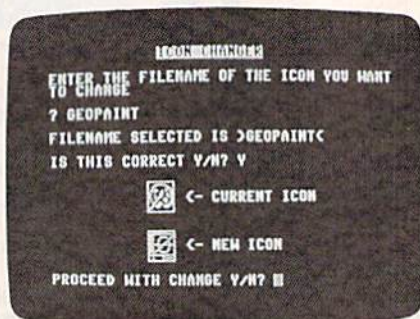 ICON CHANGER
ENTER THE FILENAME OF THE ICON YOU WANT
TO CHANGE
? GEOPAINT
FILENAME SELECTED IS >GEOPAINT<
IS THIS CORRECT Y/N? Y
<- CURRENT ICON
<- NEW ICON
PROCEED WITH CHANGE Y/N?